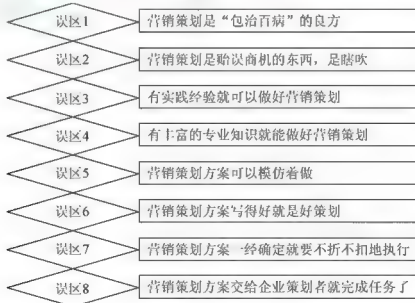 误区1 营销策划是“包治百病”的良方
误区2 营销策划是贻误商机的东西，是瞎吹
误区3 有实践经验就可以做好营销策划
误区4 有丰富的专业知识就能做好营销策划
误区5 营销策划方案可以模仿着做
误区6 营销策划方案写得好就是好策划
误区7 营销策划方案一经确定就要不折不扣地执行
误区8 营销策划方案交给企业策划者就完成任务了